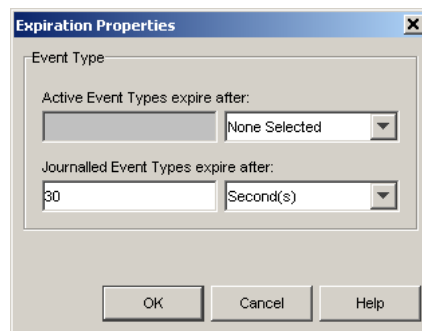 Expiration Properties
Event Type
Active Event Types expire after:
None Selected
Journalled Event Types expire after:
30 Second(s)
OK Cancel Help